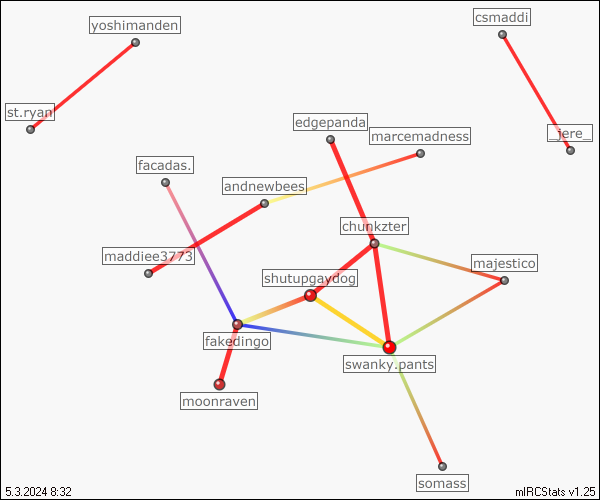 csmaddi
yoshimanden
st.ryan
edgepanda
marcemadness
_jere_
facadas.
andnewbees
chunkzter
maddiee3773
majestico
shutupgaydog
fakedingo
swanky.pants
moonraven
somass
5.3.2024 8:32
mIRCStats v1.25